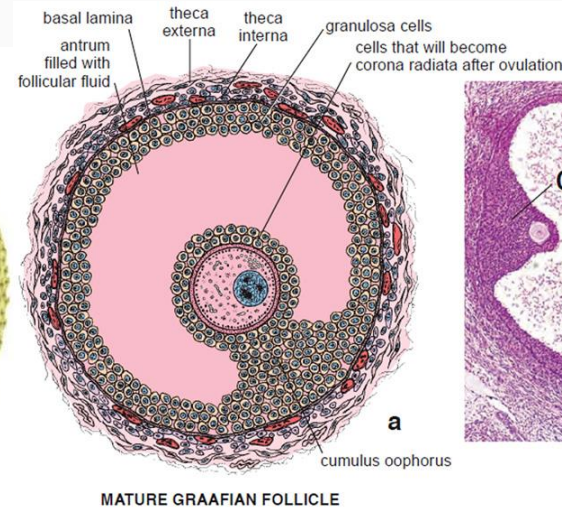 basal lamina
theca
externa
theca
interna
granulosa cells
antrum
filled with
follicular fluid
cells that will become
corona radiata after ovulation
a
cumulus oophorus
MATURE GRAAFIAN FOLLICLE